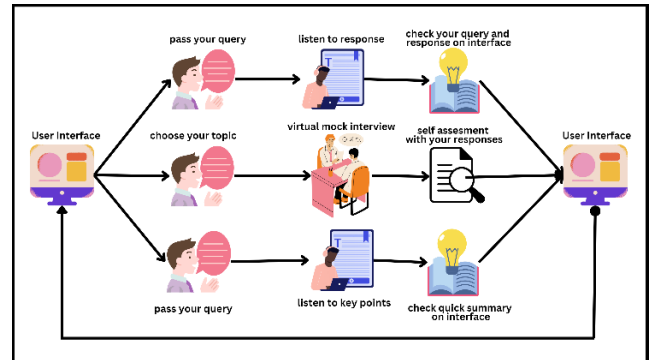 pass your query
listen to response
check your query and
response on interface
User Interface
choose your topic
virtual mock interview
self assesment
with your responses
User Interface
pass your query
listen to key points
check quick summary
on interface
T
T